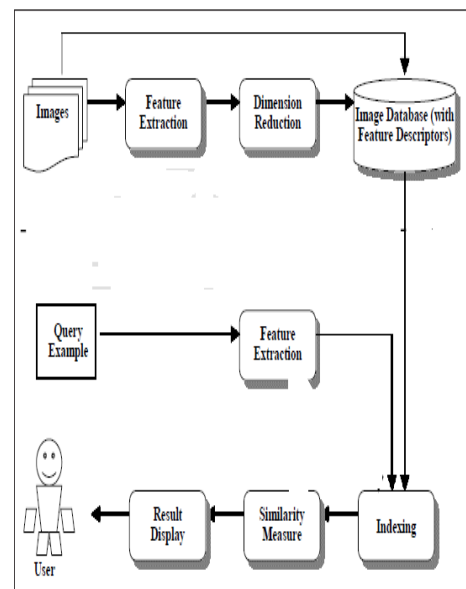 Images
Feature
Extraction
Dimension
Reduction
Image Database (with
Feature Descriptors)
Query
Example
Feature
Extraction
User
Result
Display
Similarity
Measure
Indexing